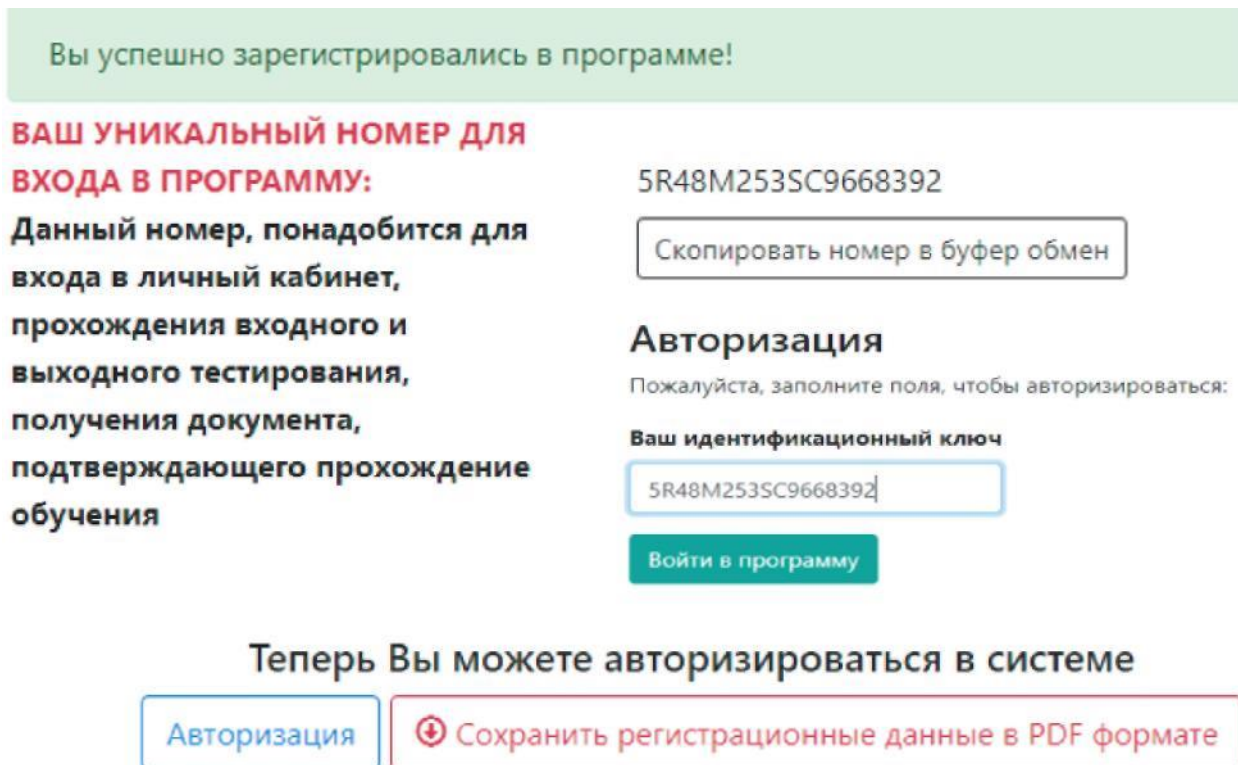 Вы успешно зарегистрировались в программе!
ВАШ УНИКАЛЬНЫЙ НОМЕР ДЛЯ
ВХОДА В ПРОГРАММУ:
Данный номер, понадобится для
входа в личный кабинет,
прохождения входного и
выходного тестирования,
получения документа,
подтверждающего прохождение
обучения
5R48M253SC9668392
Скопировать номер в буфер обмен
Авторизация
Пожалуйста, заполните поля, чтобы авторизироваться:
Ваш идентификационный ключ
5R48M253SC9668392
Войти в программу
Теперь Вы можете авторизироваться в системе
Авторизация
Сохранить регистрационные данные в PDF формате